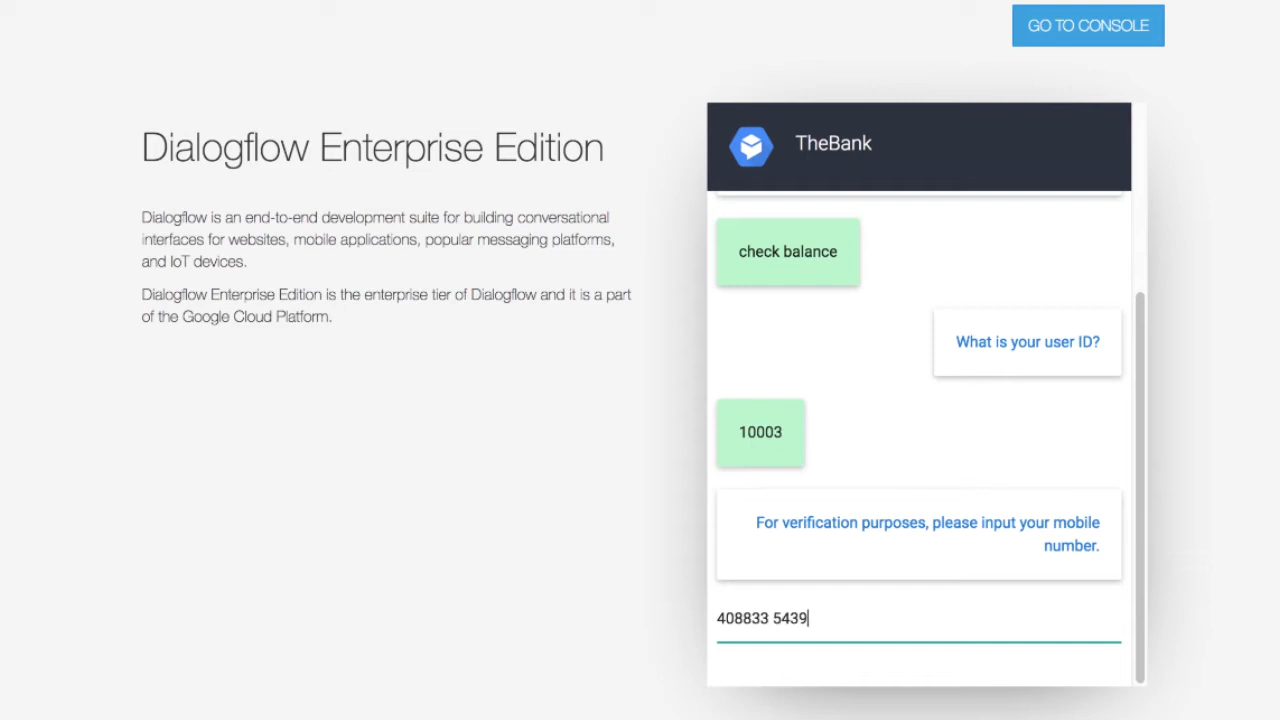 GO TO CONSOLE
Dialogflow Enterprise Edition
Dialogflow is an end-to-end development suite for building conversational
interfaces for websites, mobile applications, popular messaging platforms,
and IoT devices.
Dialogflow Enterprise Edition is the enterprise tier of Dialogflow and it is a part
of the Google Cloud Platform.
TheBank
check balance
What is your user ID?
10003
For verification purposes, please input your mobile
number.
408833 5439